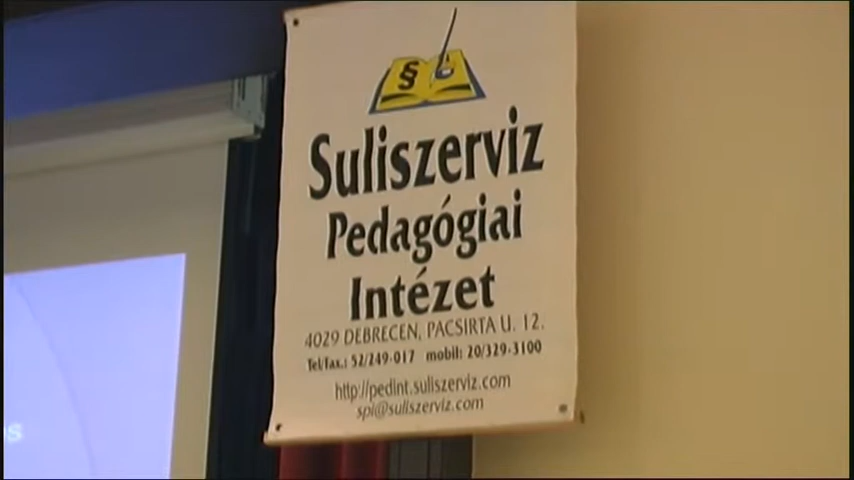 §
Suliszerviz
Pedagógiai
Intézet
4029 DEBRECEN, PACSIRTA U. 12.
Tel/fax.: 52/249-017 mobil: 20/329-3100
http://pedint.suliszerviz.com
spi@suliszerviz.com